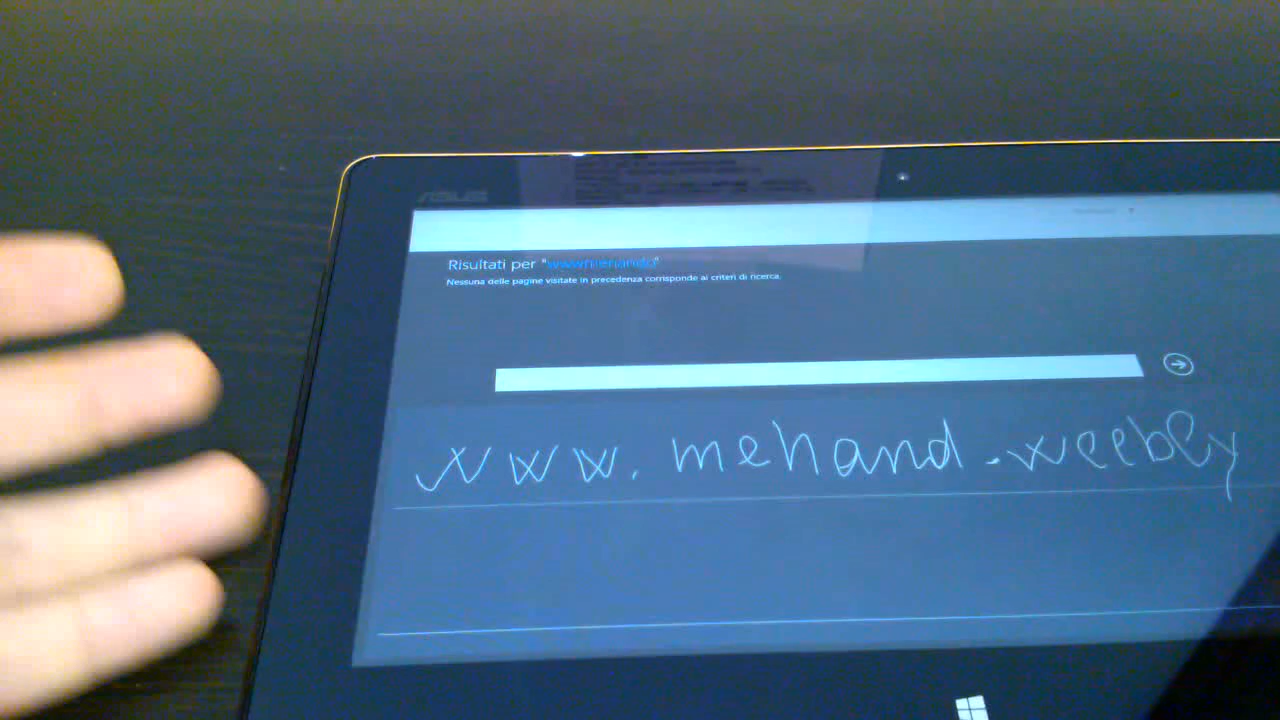 ASUS
Risultati per "wwwmehando"
Nessuna delle pagine visitate in precedenza corrisponde ai criteri di ricerca.
www.mehand.weebly